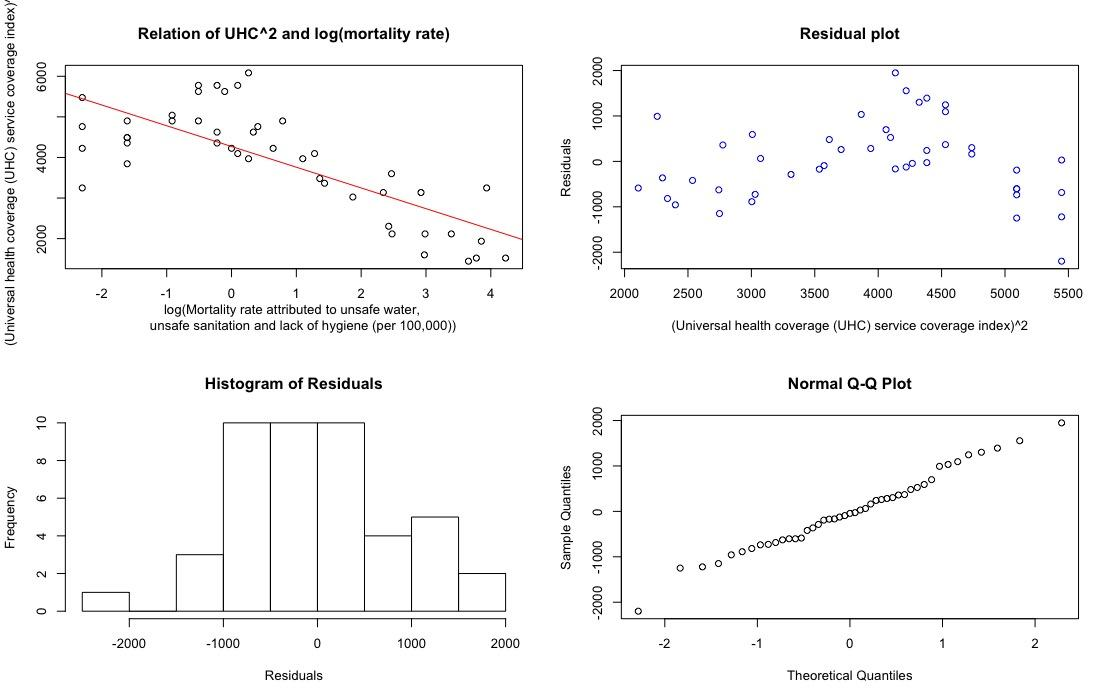 Relation of UHC^2 and log(mortality rate)
(Universal health coverage (UHC) service coverage index)^
6000
4000
2000
-2 -1 0 1 2 3 4
log(Mortality rate attributed to unsafe water,
unsafe sanitation and lack of hygiene (per 100,000))
Residual plot
Residuals
2000
1000
0
-1000
-2000
2000 2500 3000 3500 4000 4500 5000 5500
(Universal health coverage (UHC) service coverage index)^2
Histogram of Residuals
Frequency
10
8
6
4
2
0
-2000 -1000 0 1000 2000
Residuals
Normal Q-Q Plot
Sample Quantiles
2000
1000
0
-1000
-2000
-2 -1 0 1 2
Theoretical Quantiles